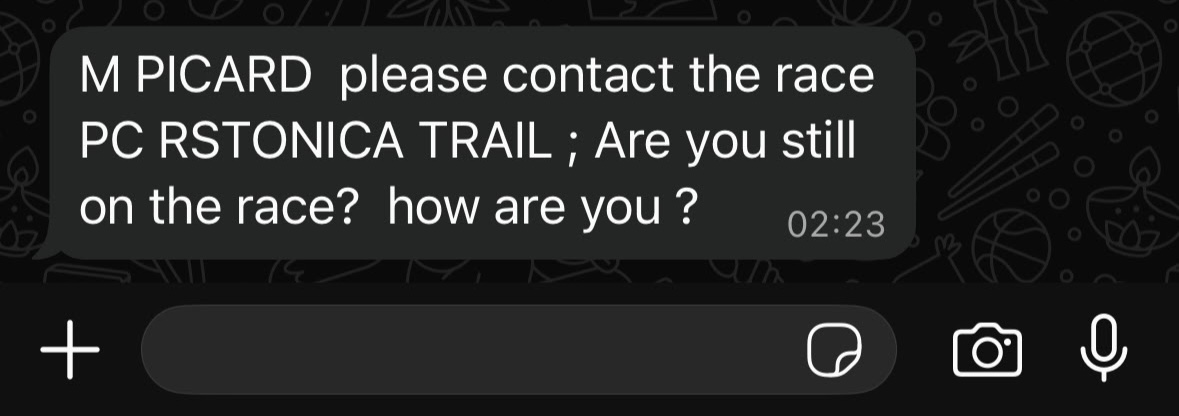 M PICARD  please contact the race
PC RSTONICA TRAIL ; Are you still
on the race?  how are you ?
02:23